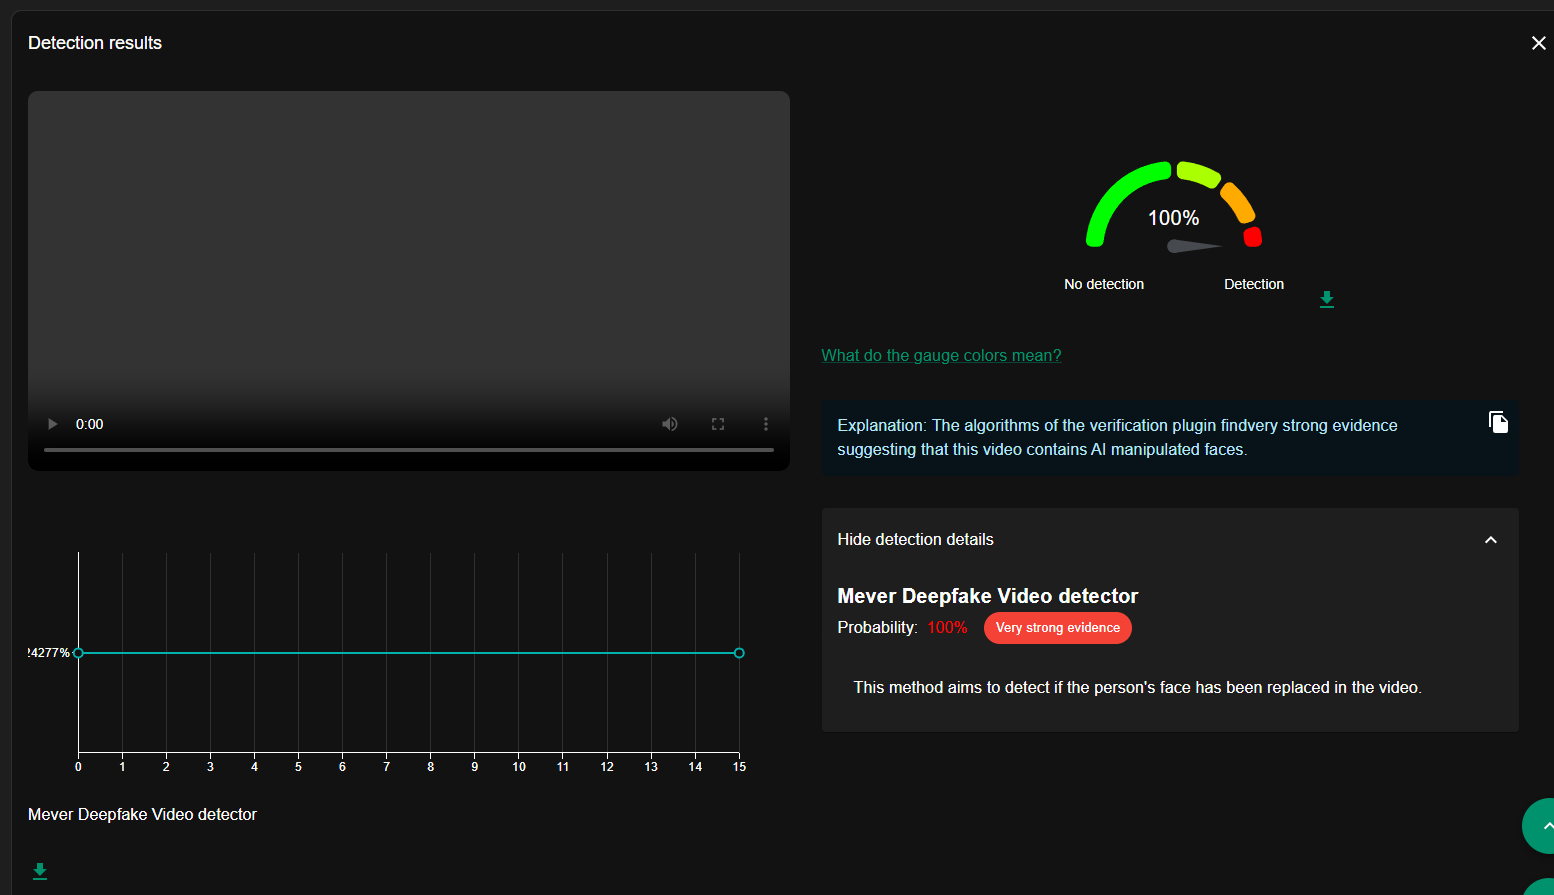 Detection results
0:00
100%
No detection
Detection
What do the gauge colors mean?
Explanation: The algorithms of the verification plugin findvery strong evidence
suggesting that this video contains AI manipulated faces.
Hide detection details
Mever Deepfake Video detector
Probability: 100% Very strong evidence
This method aims to detect if the person's face has been replaced in the video.
24277%
0 1 2 3 4 5 6 7 8 9 10 11 12 13 14 15
Mever Deepfake Video detector